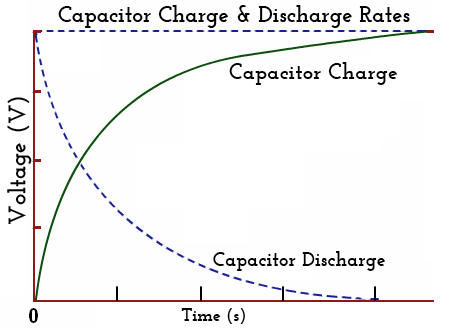 Capacitor Charge & Discharge Rates
Capacitor Charge
Voltage (V)
Capacitor Discharge
0
Time (s)